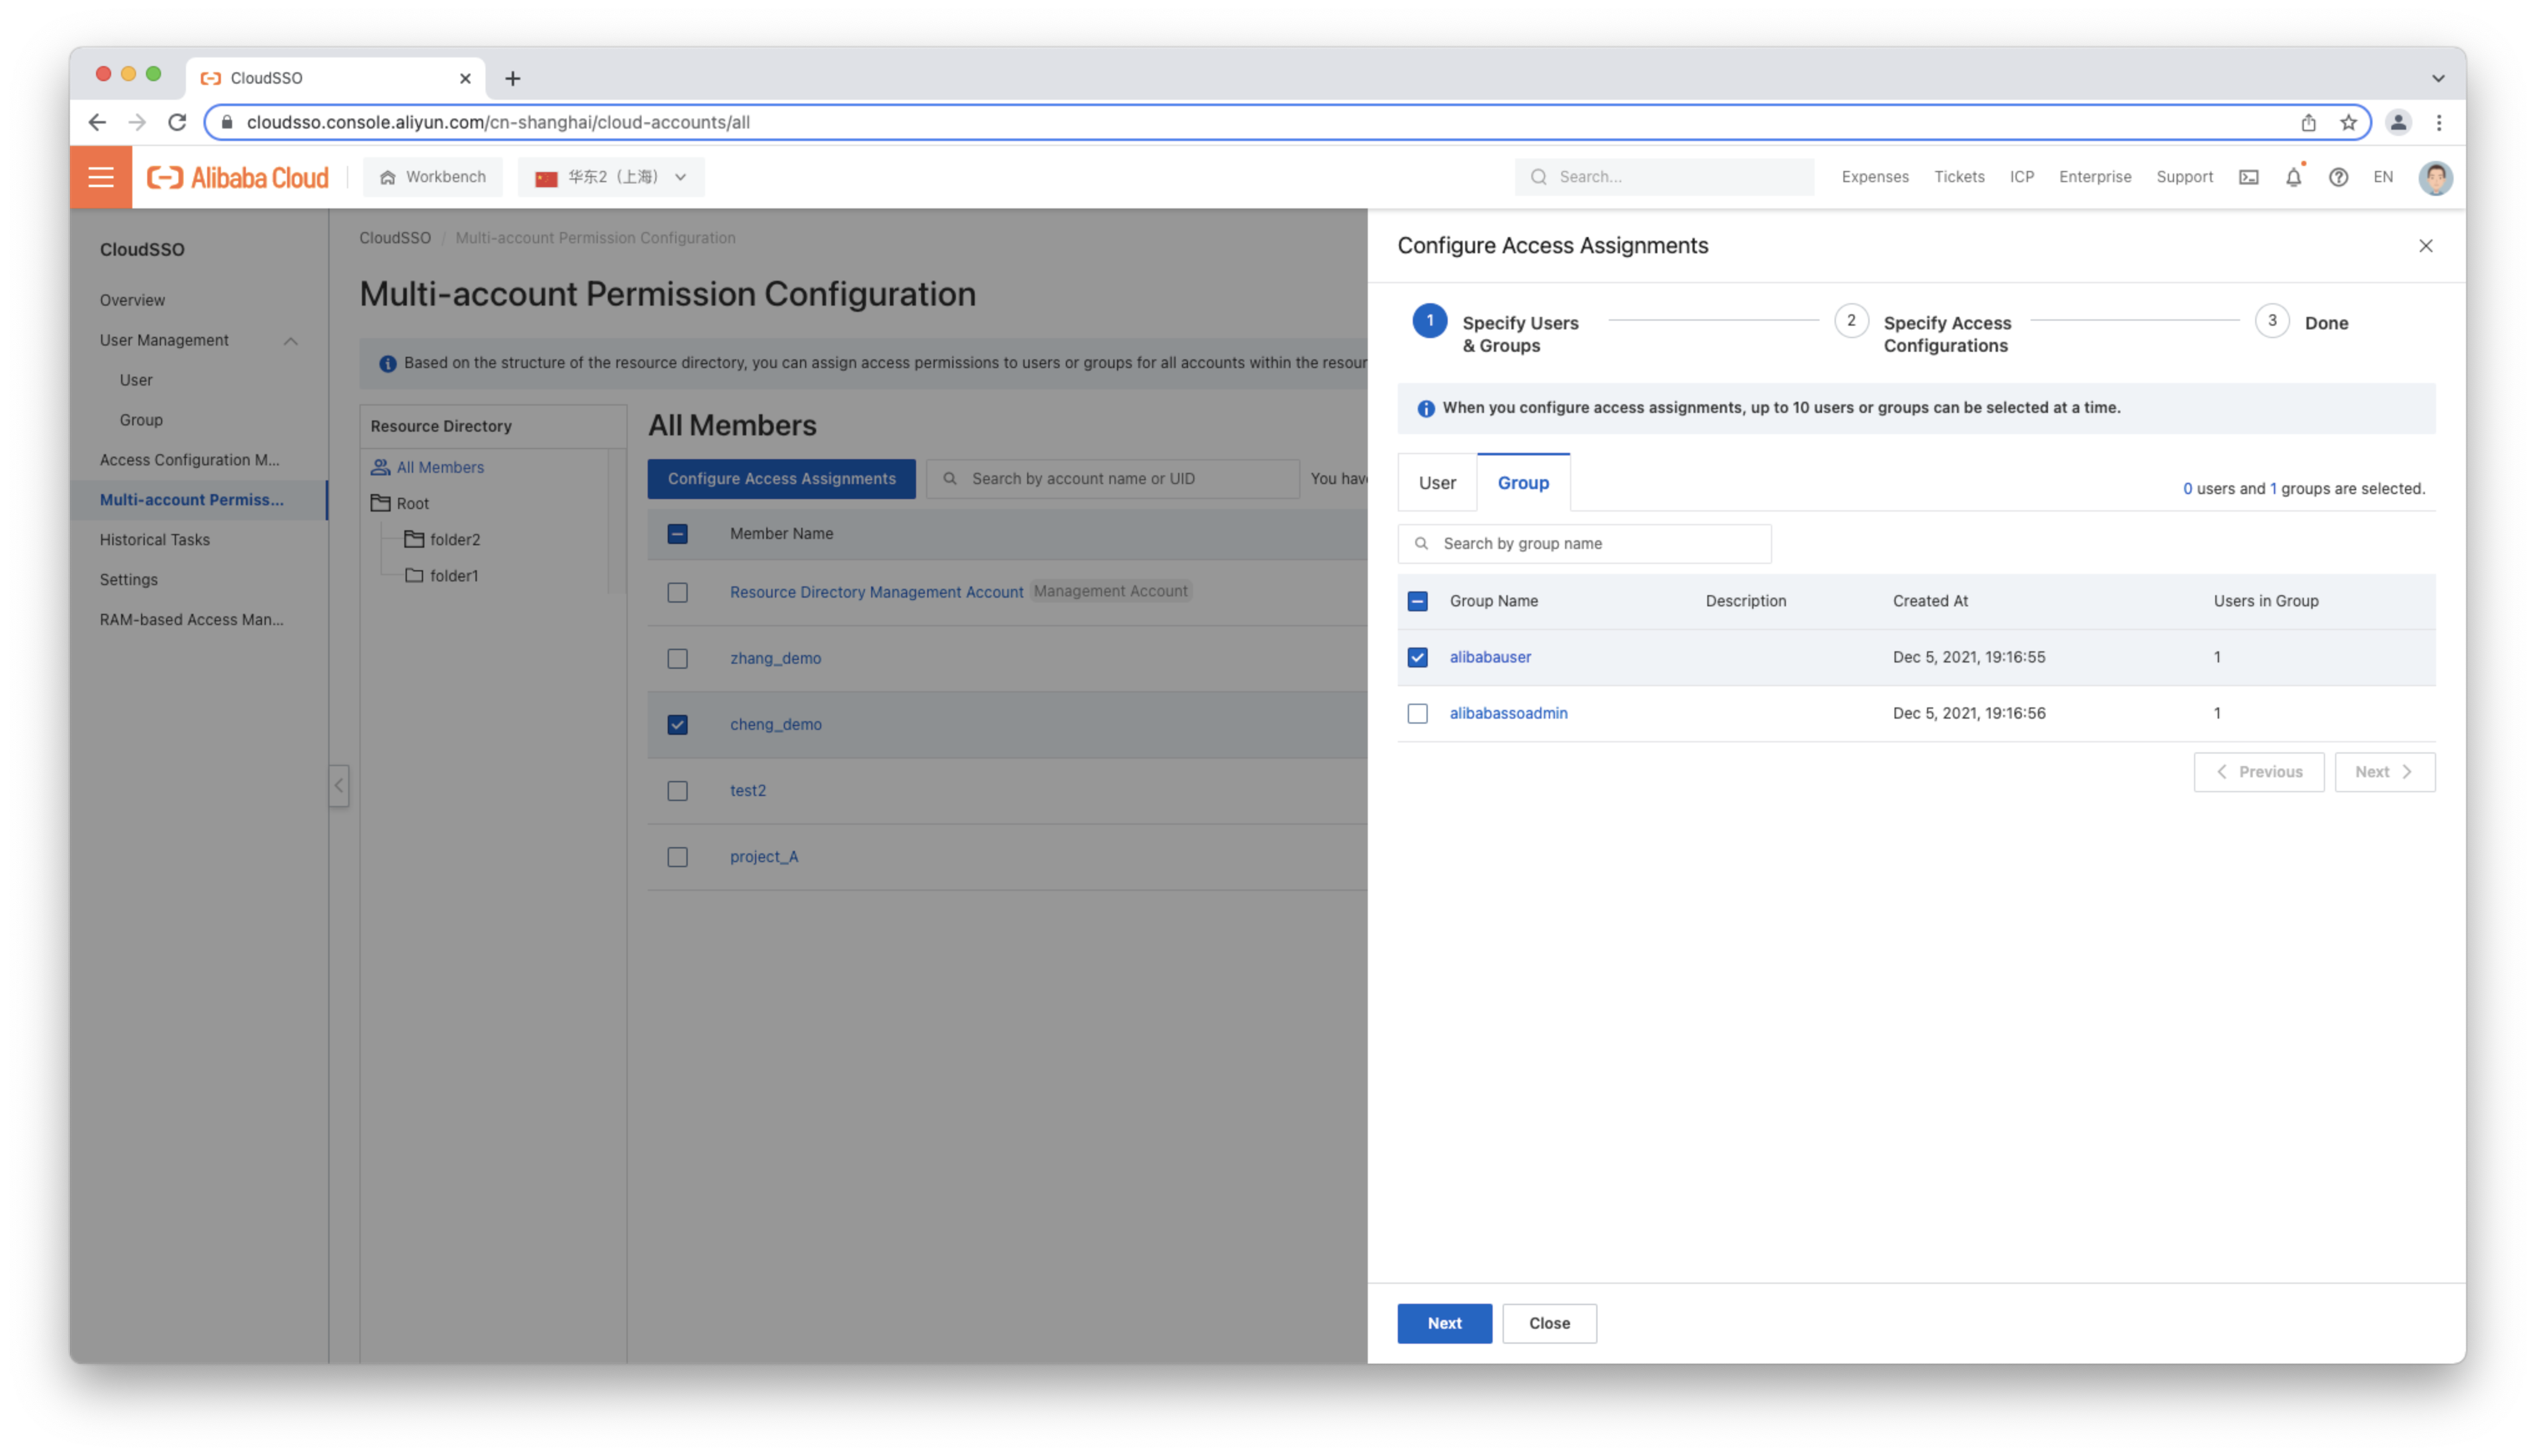 CloudSSO
cloudsso.console.aliyun.com/cn-shanghai/cloud-accounts/all
Alibaba Cloud
Workbench
华东2（上海）
Search...
Expenses
Tickets
ICP
Enterprise
Support
EN
CloudSSO
Overview
User Management
User
Group
Access Configuration M...
Multi-account Permiss...
Historical Tasks
Settings
RAM-based Access Man...
CloudSSO / Multi-account Permission Configuration
Multi-account Permission Configuration
Based on the structure of the resource directory, you can assign access permissions to users or groups for all accounts within the resour
Resource Directory
All Members
Root
folder2
folder1
All Members
Configure Access Assignments
Search by account name or UID
You hav
Member Name
Resource Directory Management Account Management Account
zhang_demo
cheng_demo
test2
project_A
Configure Access Assignments
1 Specify Users & Groups
2 Specify Access Configurations
3 Done
When you configure access assignments, up to 10 users or groups can be selected at a time.
User
Group
0 users and 1 groups are selected.
Search by group name
Group Name Description Created At Users in Group
alibabauser Dec 5, 2021, 19:16:55 1
alibabassoadmin Dec 5, 2021, 19:16:56 1
Previous
Next
Next
Close